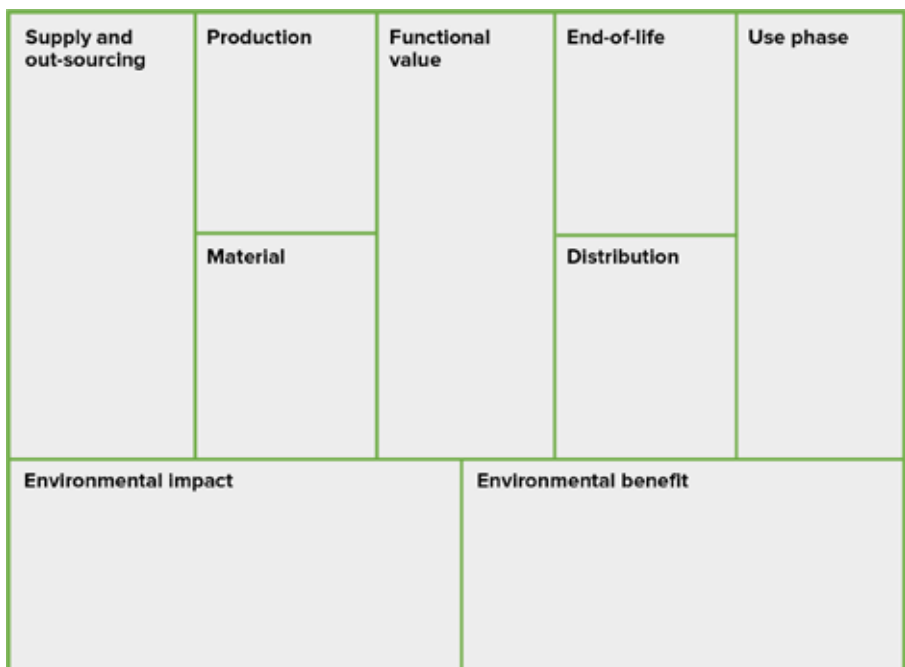 Supply and
out-sourcing
Production
Functional
value
End-of-life
Use phase
Material
Distribution
Environmental impact
Environmental benefit